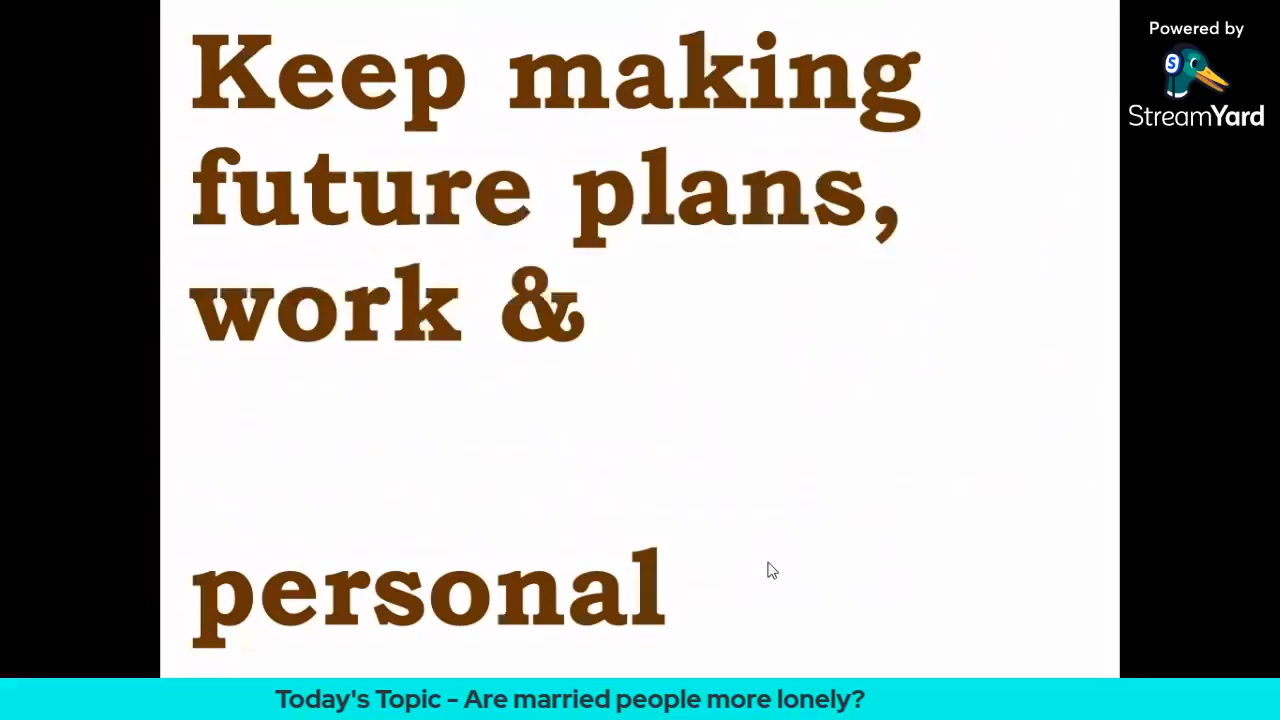 Keep making
future plans,
work &
personal
Powered by
StreamYard
Today's Topic - Are married people more lonely?